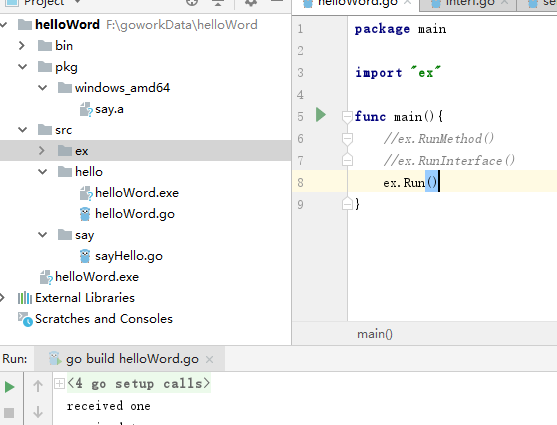 Project
helloWord.go
interf.go
se
helloWord F:\goworkData\helloWord
bin
pkg
windows_amd64
say.a
src
ex
hello
helloWord.exe
helloWord.go
say
sayHello.go
helloWord.exe
External Libraries
Scratches and Consoles
1 package main
2
3 import "ex"
4
5 func main(){
6 //ex.RunMethod()
7 //ex.RunInterface()
8 ex.Run()
9 }
main()
Run: go build helloWord.go
<4 go setup calls>
received one